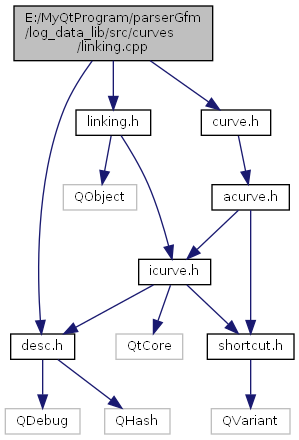 E:/MyQtProgram/parserGfm
/log_data_lib/src/curves
/linking.cpp
linking.h
curve.h
QObject
acurve.h
icurve.h
desc.h
QtCore
shortcut.h
QDebug
QHash
QVariant